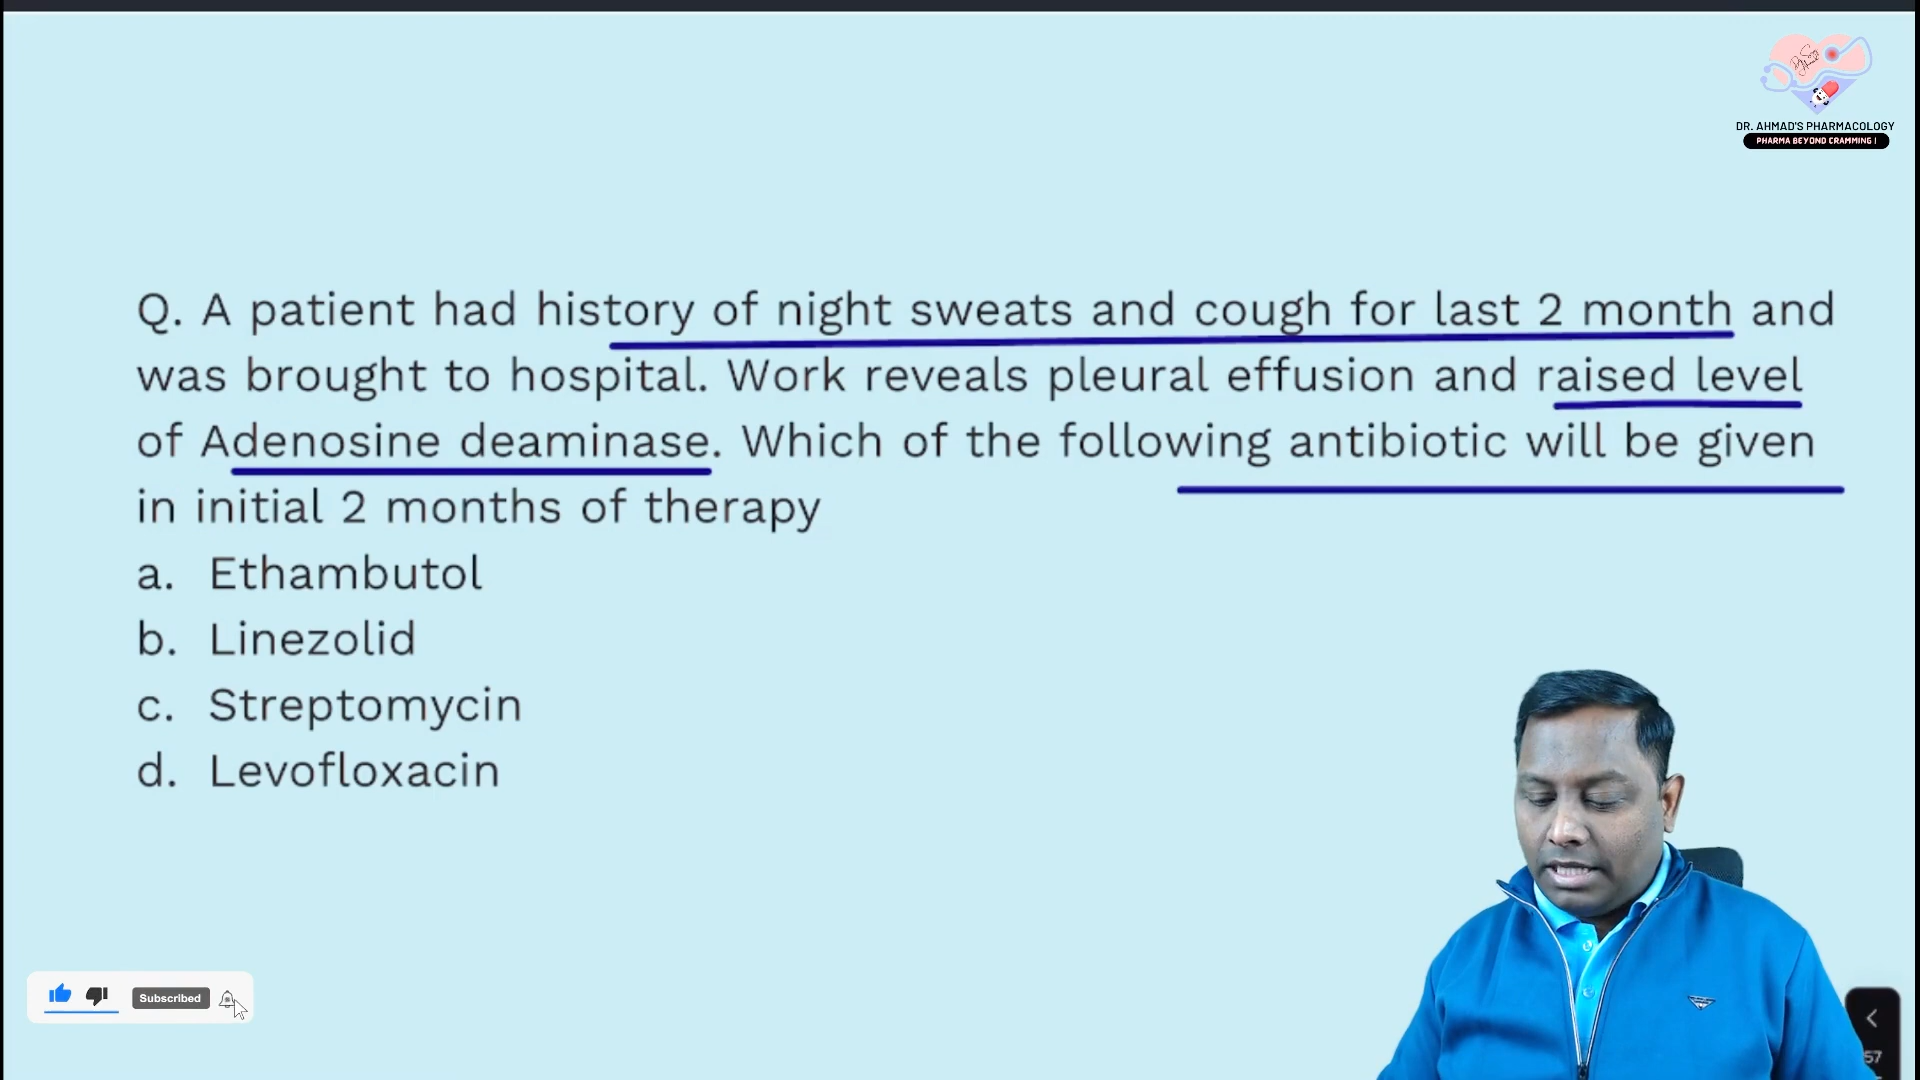 DR. AHMAD'S PHARMACOLOGY
PHARMA BEYOND CRAMMING !
Q. A patient had history of night sweats and cough for last 2 month and
was brought to hospital. Work reveals pleural effusion and raised level
of Adenosine deaminase. Which of the following antibiotic will be given
in initial 2 months of therapy
a. Ethambutol
b. Linezolid
c. Streptomycin
d. Levofloxacin
Subscribed
57